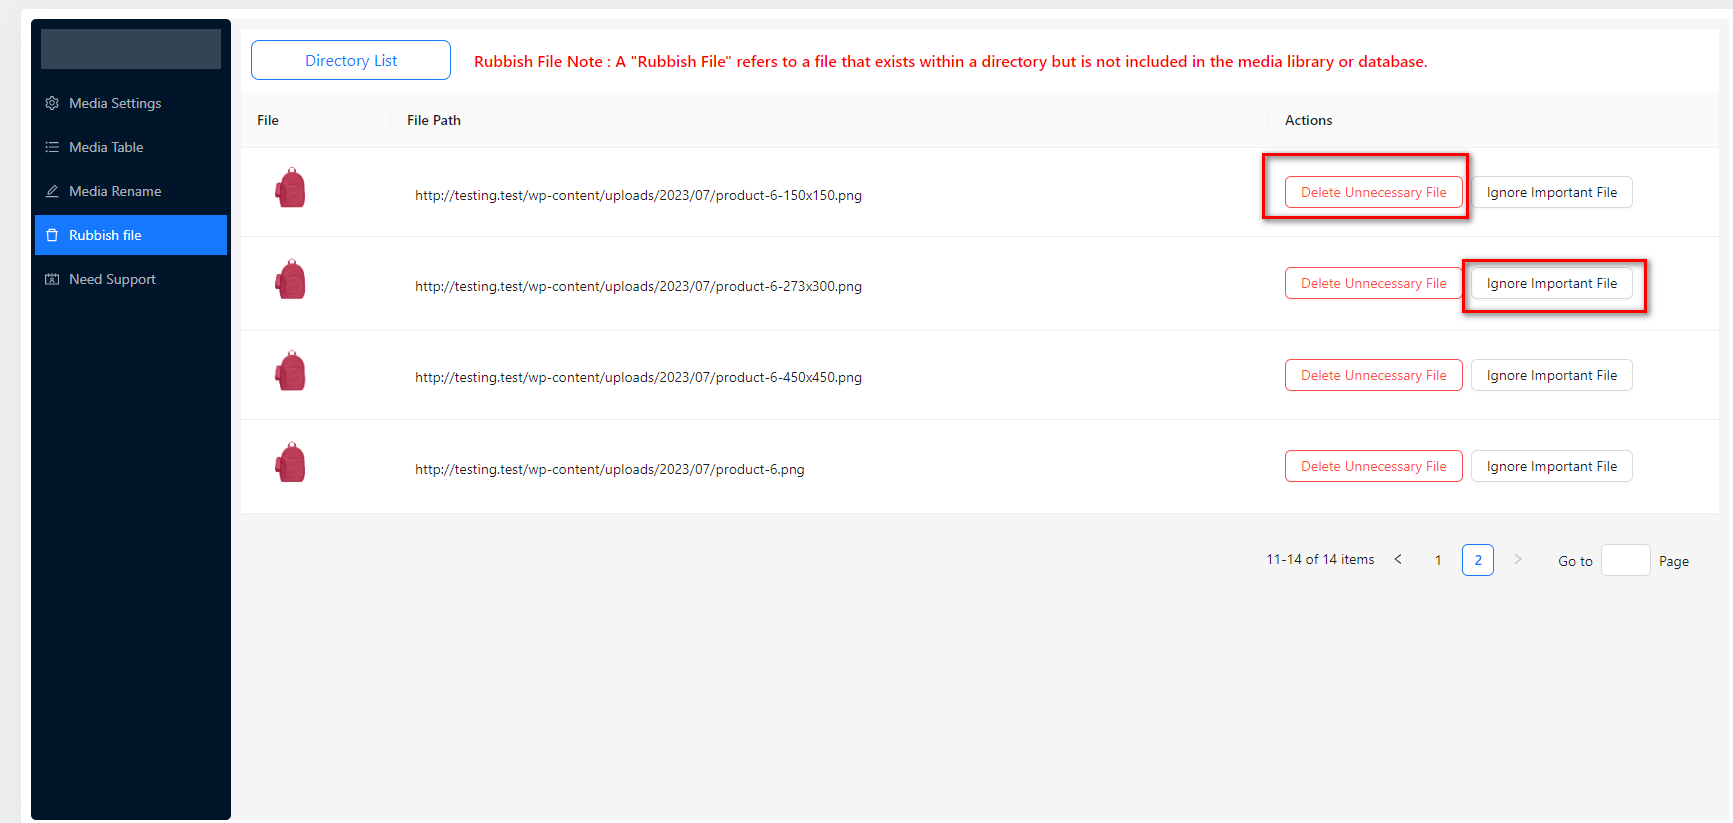 Directory List
Rubbish File Note : A "Rubbish File" refers to a file that exists within a directory but is not included in the media library or database.
Media Settings
Media Table
Media Rename
Rubbish file
Need Support
File File Path Actions
http://testing.test/wp-content/uploads/2023/07/product-6-150x150.png Delete Unnecessary File Ignore Important File
http://testing.test/wp-content/uploads/2023/07/product-6-273x300.png Delete Unnecessary File Ignore Important File
http://testing.test/wp-content/uploads/2023/07/product-6-450x450.png Delete Unnecessary File Ignore Important File
http://testing.test/wp-content/uploads/2023/07/product-6.png Delete Unnecessary File Ignore Important File
11-14 of 14 items < 1 2 > Go to Page